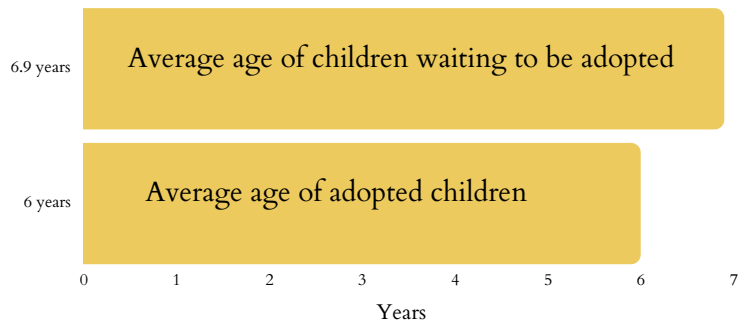 6.9 years
Average age of children waiting to be adopted
6 years
Average age of adopted children
0 1 2 3 4 5 6 7
Years